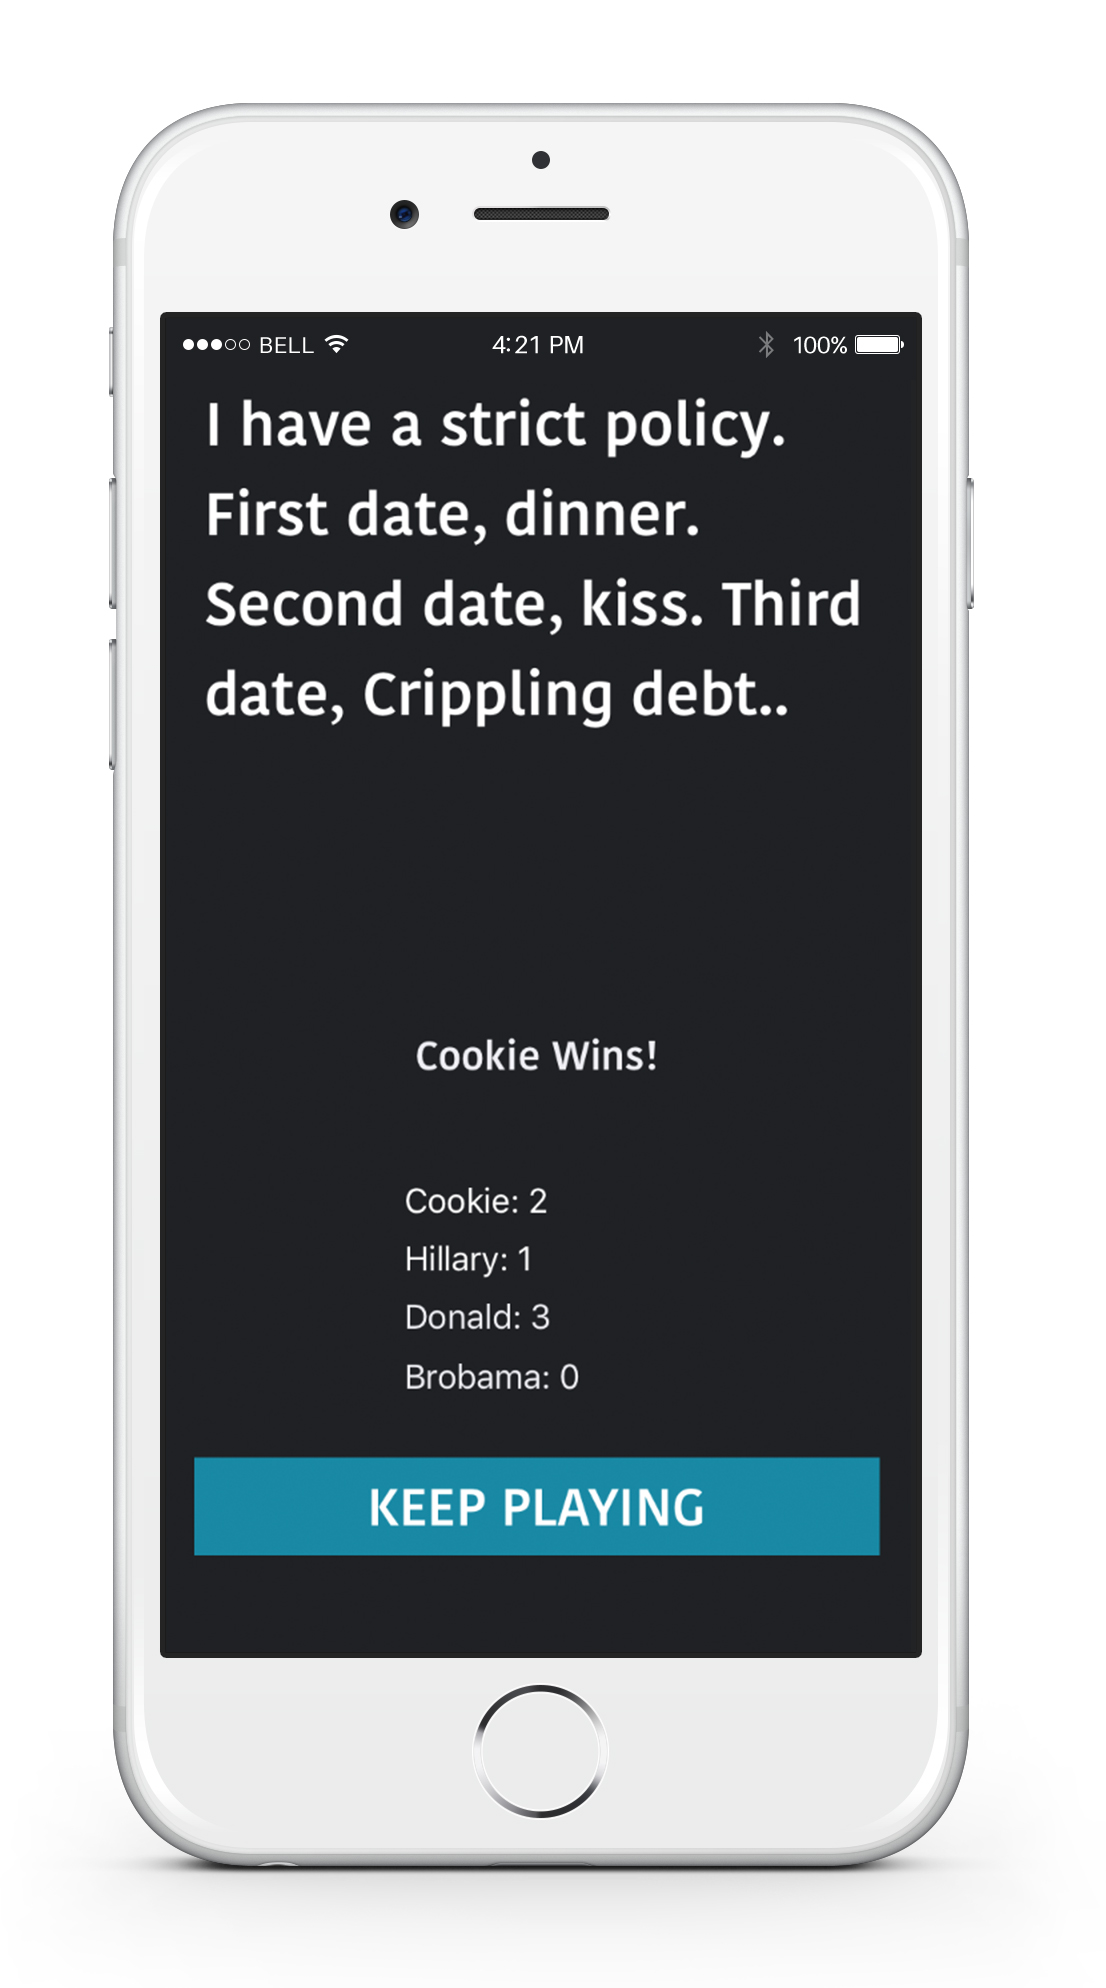 BELL 4:21 PM 100%
I have a strict policy.
First date, dinner.
Second date, kiss. Third
date, Crippling debt..
Cookie Wins!
Cookie: 2
Hillary: 1
Donald: 3
Brobama: 0
KEEP PLAYING